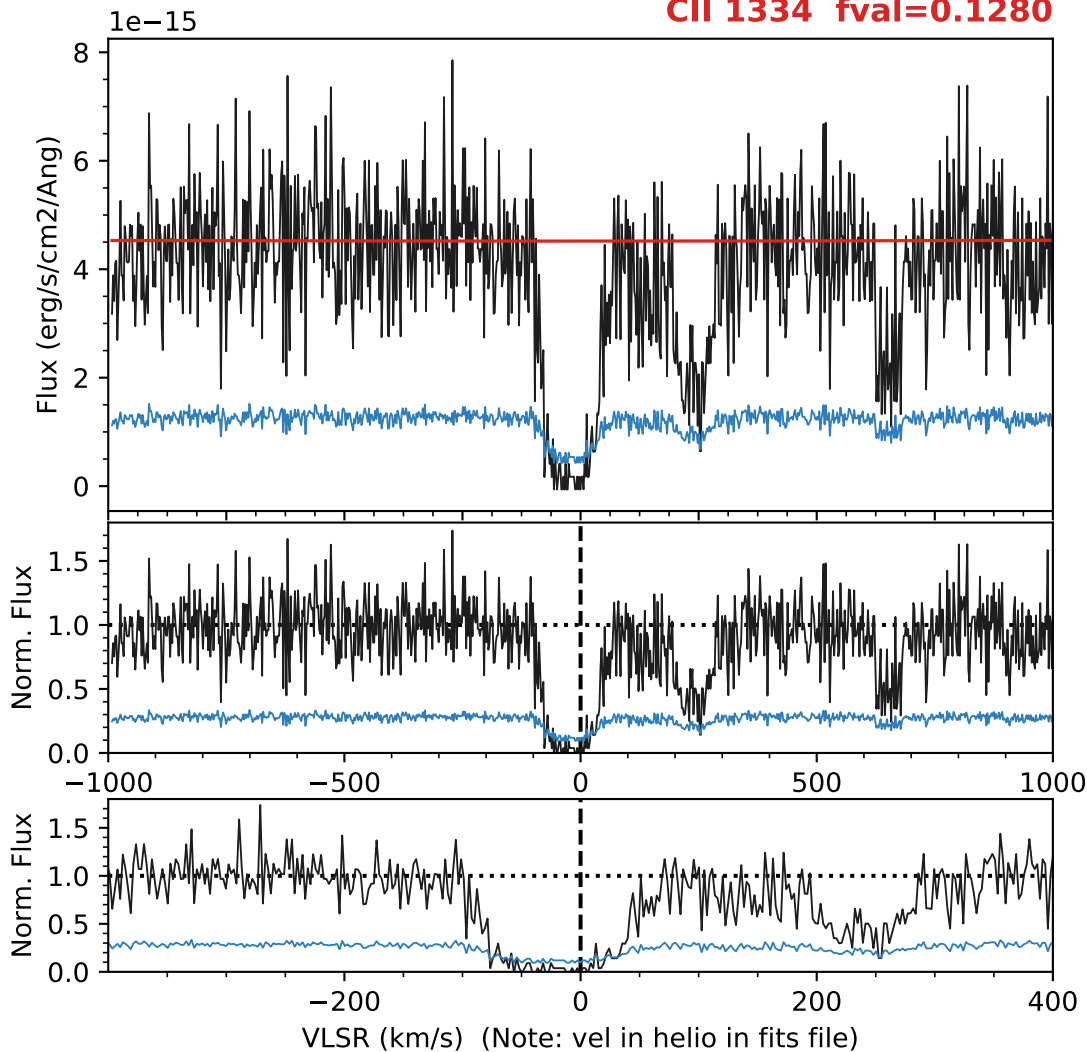 CII 1334 fval=0.1280
1e−15
8
6
4
2
0
Flux (erg/s/cm2/Ang)
1.5
1.0
0.5
0.0
Norm. Flux
−1000 −500 0 500 1000
1.5
1.0
0.5
0.0
Norm. Flux
−200 0 200 400
VLSR (km/s) (Note: vel in helio in fits file)